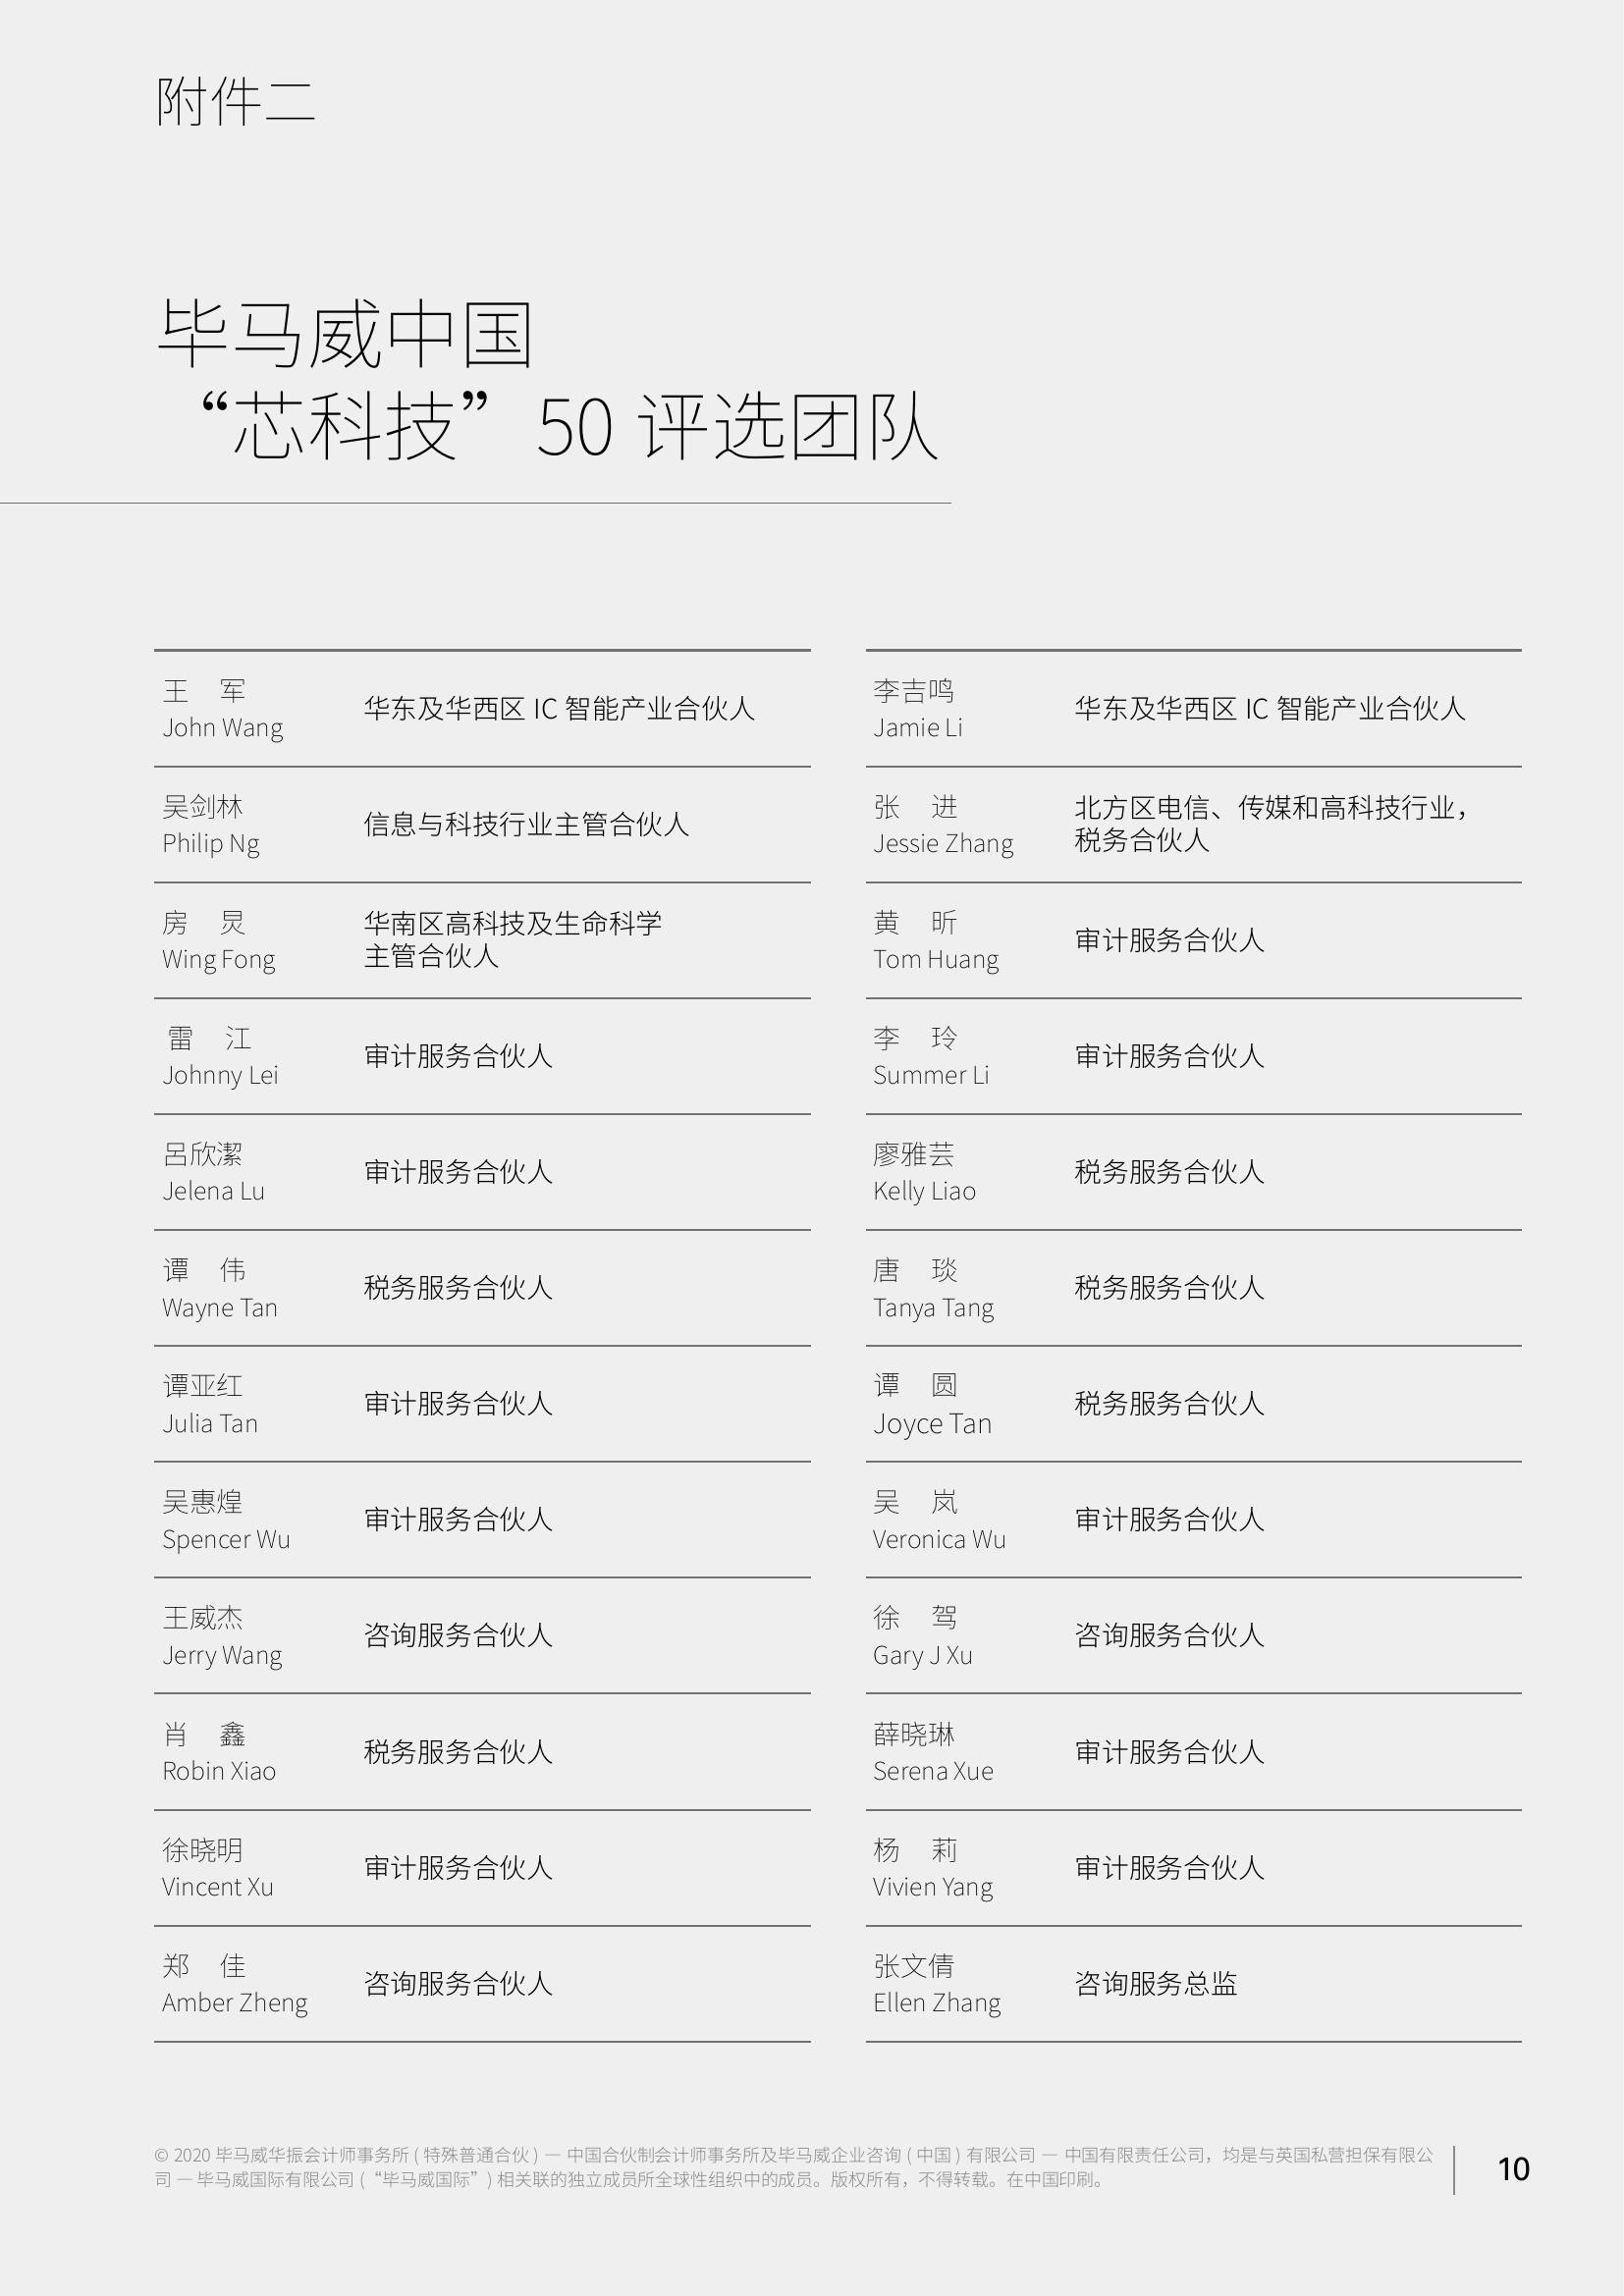 附件二
毕马威中国
“芯科技”50 评选团队
王 军
John Wang
华东及华西区 IC 智能产业合伙人
吴剑林
Philip Ng
信息与科技行业主管合伙人
房 炅
Wing Fong
华南区高科技及生命科学
主管合伙人
雷 江
Johnny Lei
审计服务合伙人
呂欣潔
Jelena Lu
审计服务合伙人
谭 伟
Wayne Tan
税务服务合伙人
谭亚红
Julia Tan
审计服务合伙人
吴惠煌
Spencer Wu
审计服务合伙人
王威杰
Jerry Wang
咨询服务合伙人
肖 鑫
Robin Xiao
税务服务合伙人
徐晓明
Vincent Xu
审计服务合伙人
郑 佳
Amber Zheng
咨询服务合伙人
李吉鸣
Jamie Li
华东及华西区 IC 智能产业合伙人
张 进
Jessie Zhang
北方区电信、传媒和高科技行业，
税务合伙人
黄 昕
Tom Huang
审计服务合伙人
李 玲
Summer Li
审计服务合伙人
廖雅芸
Kelly Liao
税务服务合伙人
唐 琰
Tanya Tang
税务服务合伙人
谭 圆
Joyce Tan
税务服务合伙人
吴 岚
Veronica Wu
审计服务合伙人
徐 驾
Gary J Xu
咨询服务合伙人
薛晓琳
Serena Xue
审计服务合伙人
杨 莉
Vivien Yang
审计服务合伙人
张文倩
Ellen Zhang
咨询服务总监
© 2020 毕马威华振会计师事务所 ( 特殊普通合伙 ) — 中国合伙制会计师事务所及毕马威企业咨询 ( 中国 ) 有限公司 — 中国有限责任公司，均是与英国私营担保有限公
司 — 毕马威国际有限公司 (“毕马威国际”) 相关联的独立成员所全球性组织中的成员。版权所有，不得转载。在中国印刷。
10